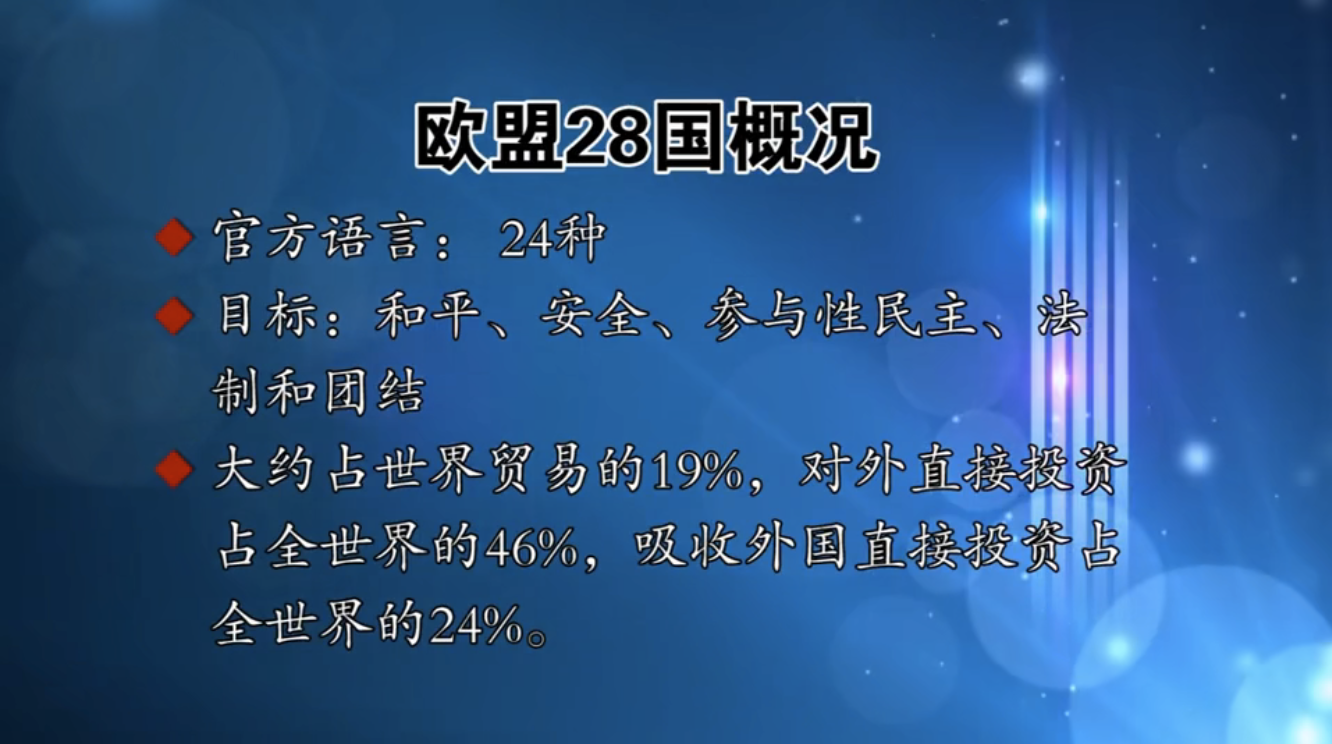 欧盟28国概况
官方语言： 24种
目标：和平、安全、参与性民主、法
制和团结
大约占世界贸易的19%，对外直接投资
占全世界的46%，吸收外国直接投资占
全世界的24%。